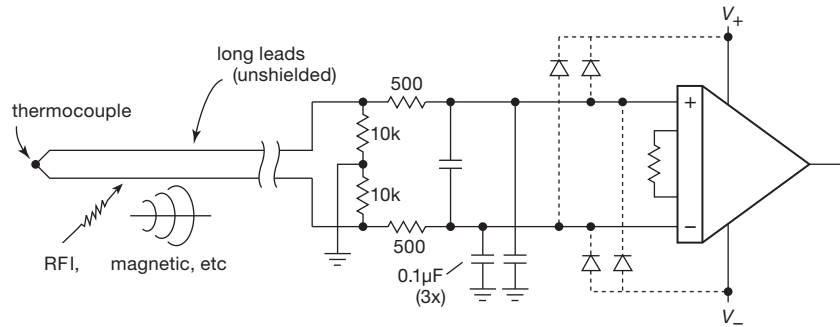 V+
long leads
(unshielded)
500
thermocouple
+
10k
10k
−
500
RFI,
magnetic, etc
0.1μF
(3x)
V−